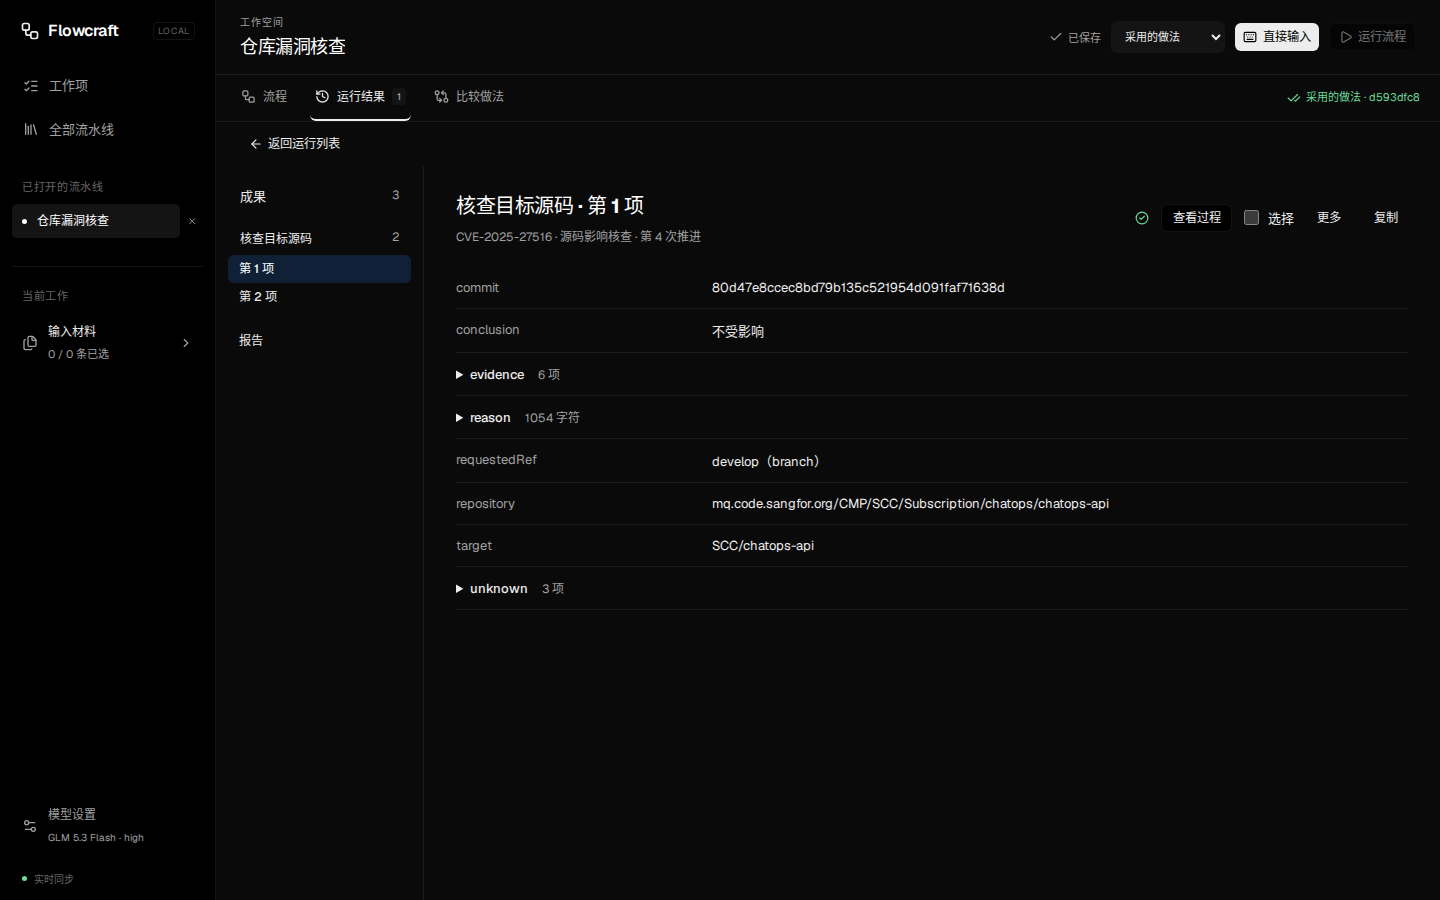 Flowcraft
LOCAL
工作项
全部流水线
已打开的流水线
仓库漏洞核查
当前工作
输入材料
0 / 0 条已选
模型设置
GLM 5.3 Flash · high
实时同步
工作空间
仓库漏洞核查
已保存
采用的做法
直接输入
运行流程
流程
运行结果 1
比较做法
采用的做法 · d593dfc8
返回运行列表
成果 3
核查目标源码 2
第 1 项
第 2 项
报告
核查目标源码 · 第 1 项
CVE-2025-27516 · 源码影响核查 · 第 4 次推进
查看过程
选择
更多
复制
commit 80d47e8ccec8bd79b135c521954d091faf71638d
conclusion 不受影响
evidence 6 项
reason 1054 字符
requestedRef develop（branch）
repository mq.code.sangfor.org/CMP/SCC/Subscription/chatops/chatops-api
target SCC/chatops-api
unknown 3 项